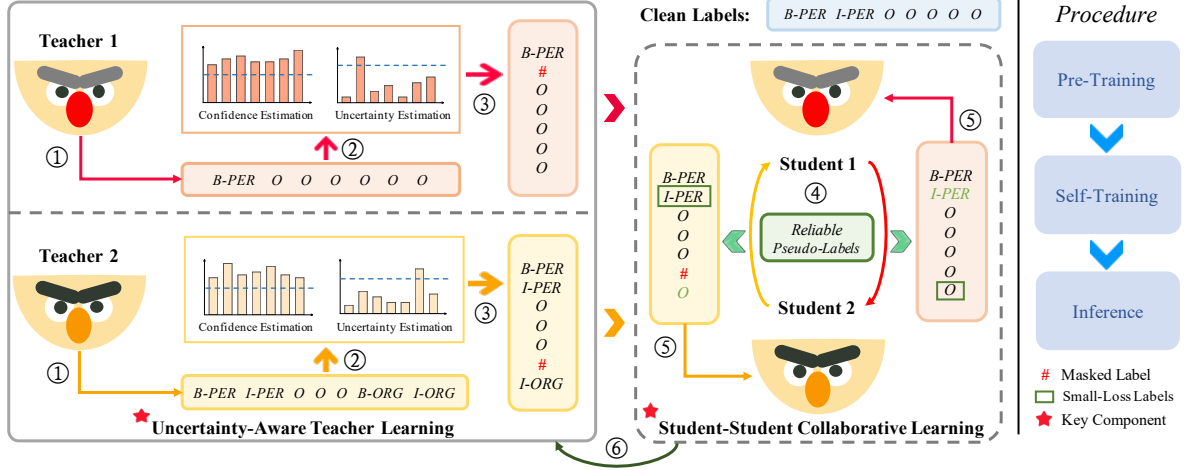 Teacher 1
Confidence Estimation
Uncertainty Estimation
①
②
③
B-PER O O O O O O
B-PER
#
O
O
O
O
O
Teacher 2
Confidence Estimation
Uncertainty Estimation
①
②
③
B-PER I-PER O O O B-ORG I-ORG
B-PER
I-PER
O
O
O
#
I-ORG
Uncertainty-Aware Teacher Learning
Clean Labels:
B-PER I-PER O O O O O
B-PER
I-PER
O
O
O
#
O
Student 1
④
Reliable
Pseudo-Labels
Student 2
B-PER
I-PER
O
O
O
O
O
⑤
⑤
Student-Student Collaborative Learning
⑥
Procedure
Pre-Training
Self-Training
Inference
# Masked Label
Small-Loss Labels
Key Component